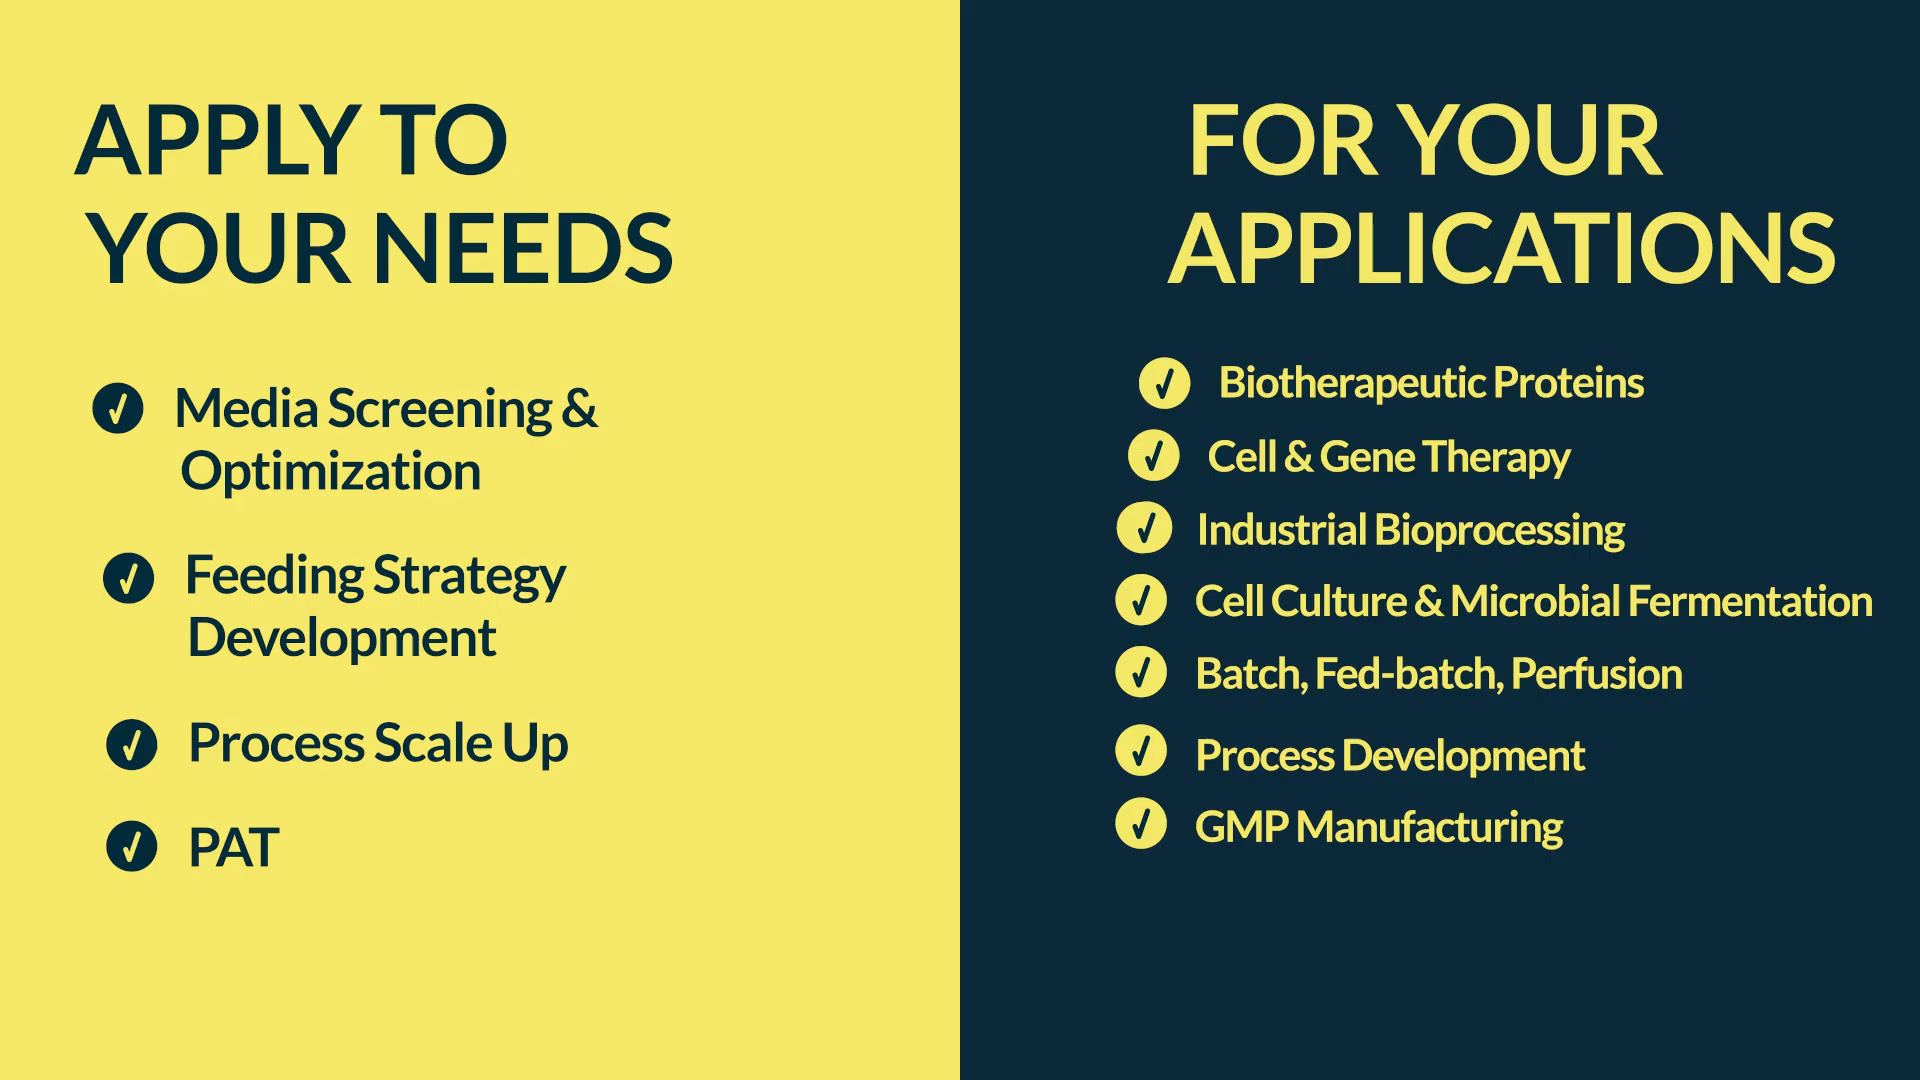 APPLY TO
YOUR NEEDS
Media Screening &
Optimization
Feeding Strategy
Development
Process Scale Up
PAT
FOR YOUR
APPLICATIONS
Biotherapeutic Proteins
Cell & Gene Therapy
Industrial Bioprocessing
Cell Culture & Microbial Fermentation
Batch, Fed-batch, Perfusion
Process Development
GMP Manufacturing